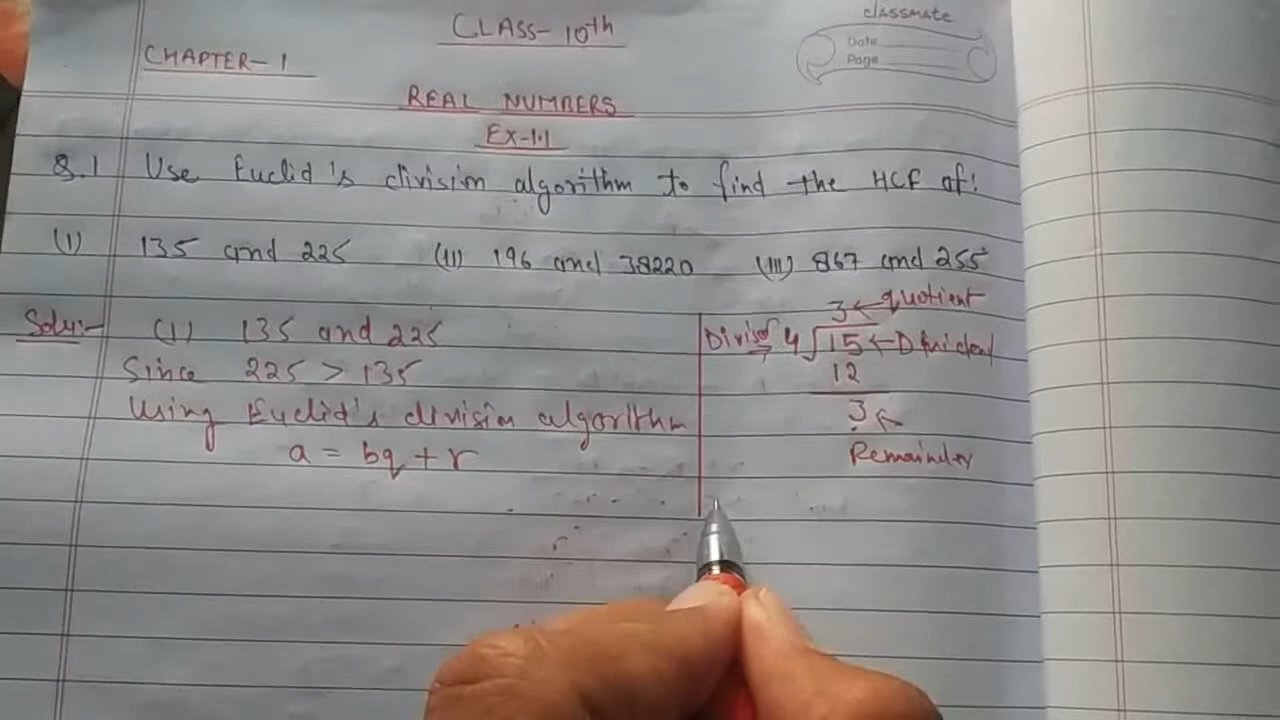 CLASS-10th
classmate
Date
Page
CHAPTER-1
REAL NUMBERS
EX-1.1
Q.1 Use Euclid's division algorithm to find the HCF of:
(I) 135 and 225 (II) 196 and 38220 (III) 867 and 255
Solu:- (I) 135 and 225
Since 225 > 135
Using Euclid's division algorithm
a = bq + r
3 ← quotient
Divisor → 4 √15 ← Dividend
12
3 ←
Remainder